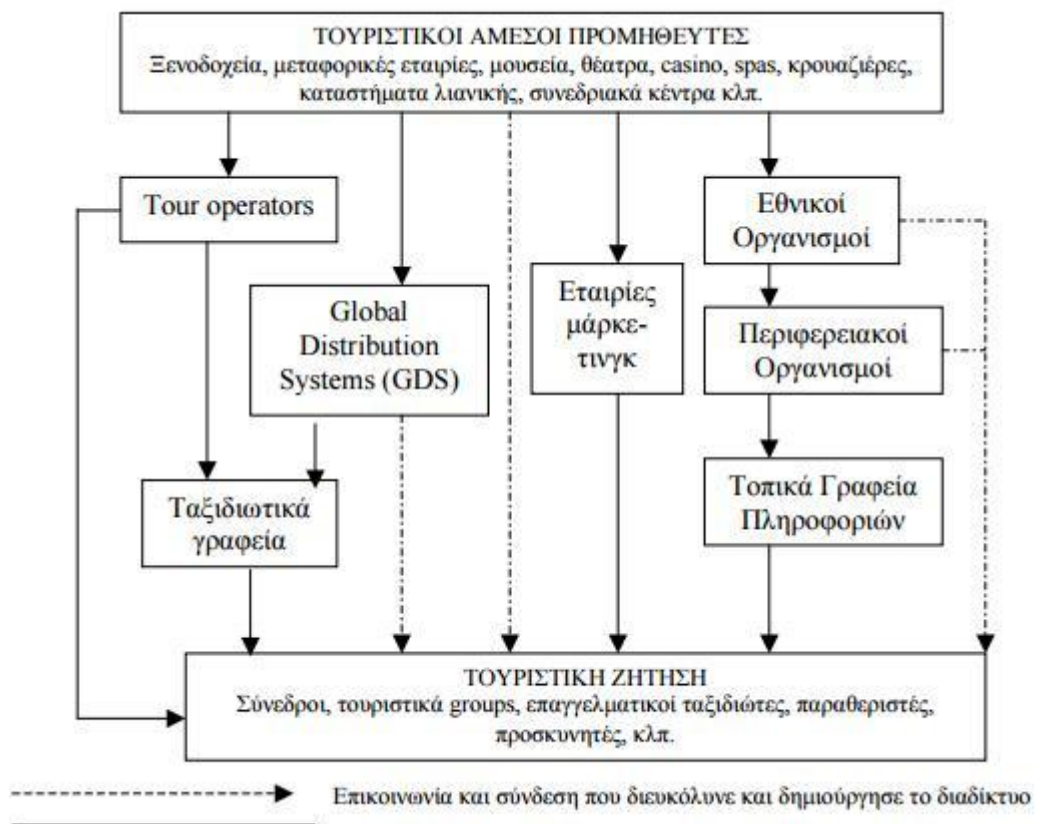 ΤΟΥΡΙΣΤΙΚΟΙ ΑΜΕΣΟΙ ΠΡΟΜΗΘΕΥΤΕΣ
Ξενοδοχεία, μεταφορικές εταιρίες, μουσεία, θέατρα, casino, spas, κρουαζιέρες,
καταστήματα λιανικής, συνεδριακά κέντρα κλπ.
Tour operators
Εθνικοί
Οργανισμοί
Global
Distribution
Systems (GDS)
Εταιρίες
μάρκε-
τινγκ
Περιφερειακοί
Οργανισμοί
Ταξιδιωτικά
γραφεία
Τοπικά Γραφεία
Πληροφοριών
ΤΟΥΡΙΣΤΙΚΗ ΖΗΤΗΣΗ
Σύνεδροι, τουριστικά groups, επαγγελματικοί ταξιδιώτες, παραθεριστές,
προσκυνητές, κλπ.
Επικοινωνία και σύνδεση που διευκόλυνε και δημιούργησε το διαδίκτυο